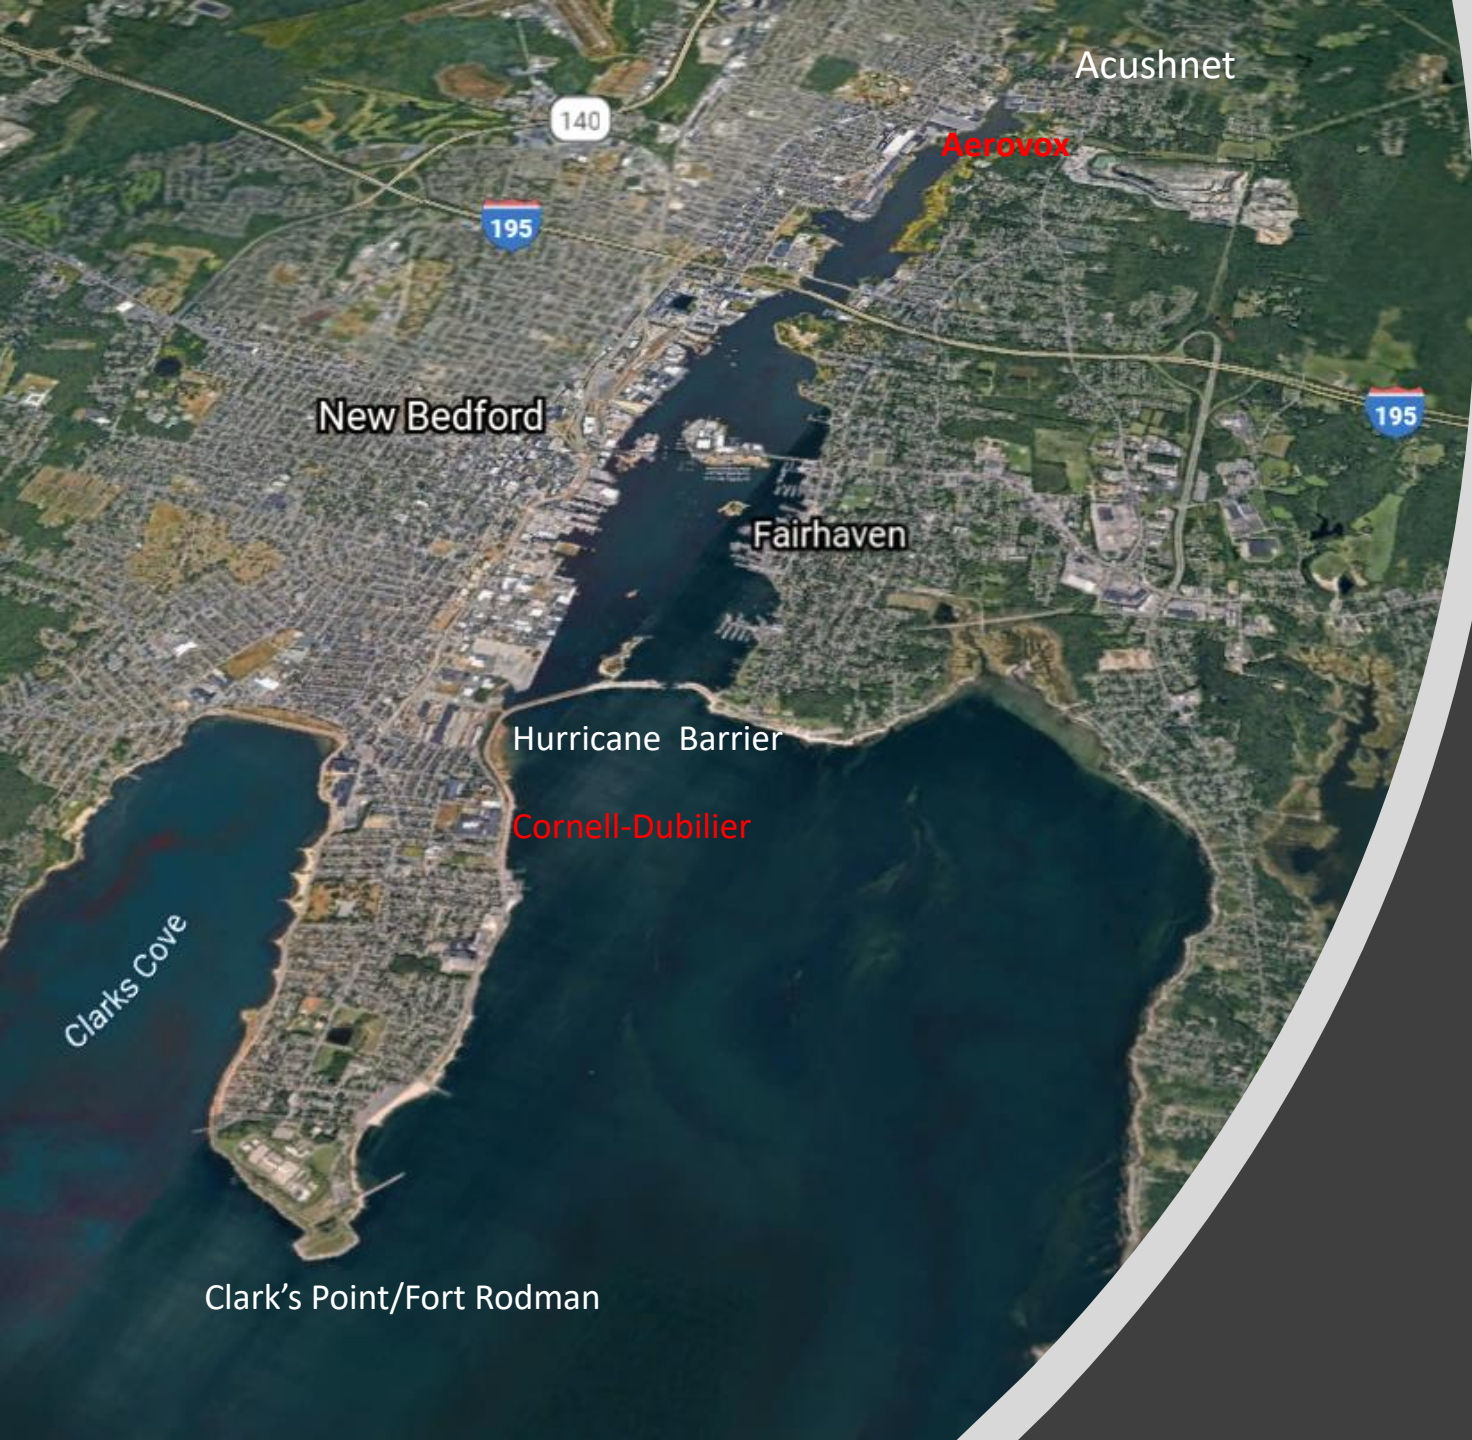 Acushnet
140
Aerovox
195
195
New Bedford
Fairhaven
Hurricane Barrier
Cornell-Dubilier
Clarks Cove
Clark’s Point/Fort Rodman